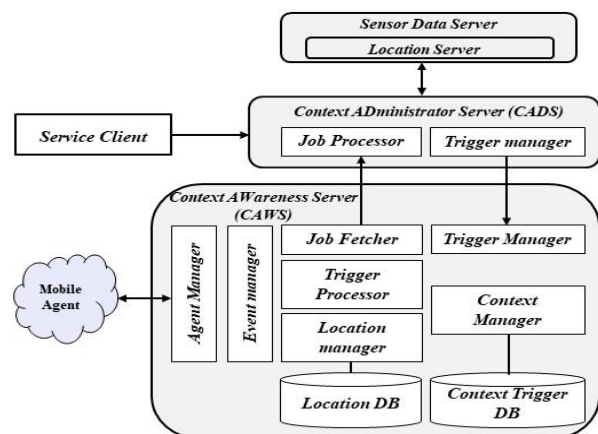 Sensor Data Server
Location Server
Context ADministrator Server (CADS)
Service Client
Job Processor
Trigger manager
Context AWareness Server
(CAWS)
Agent Manager
Event manager
Job Fetcher
Trigger Manager
Trigger
Processor
Mobile
Agent
Context
Manager
Location
manager
Location DB
Context Trigger
DB